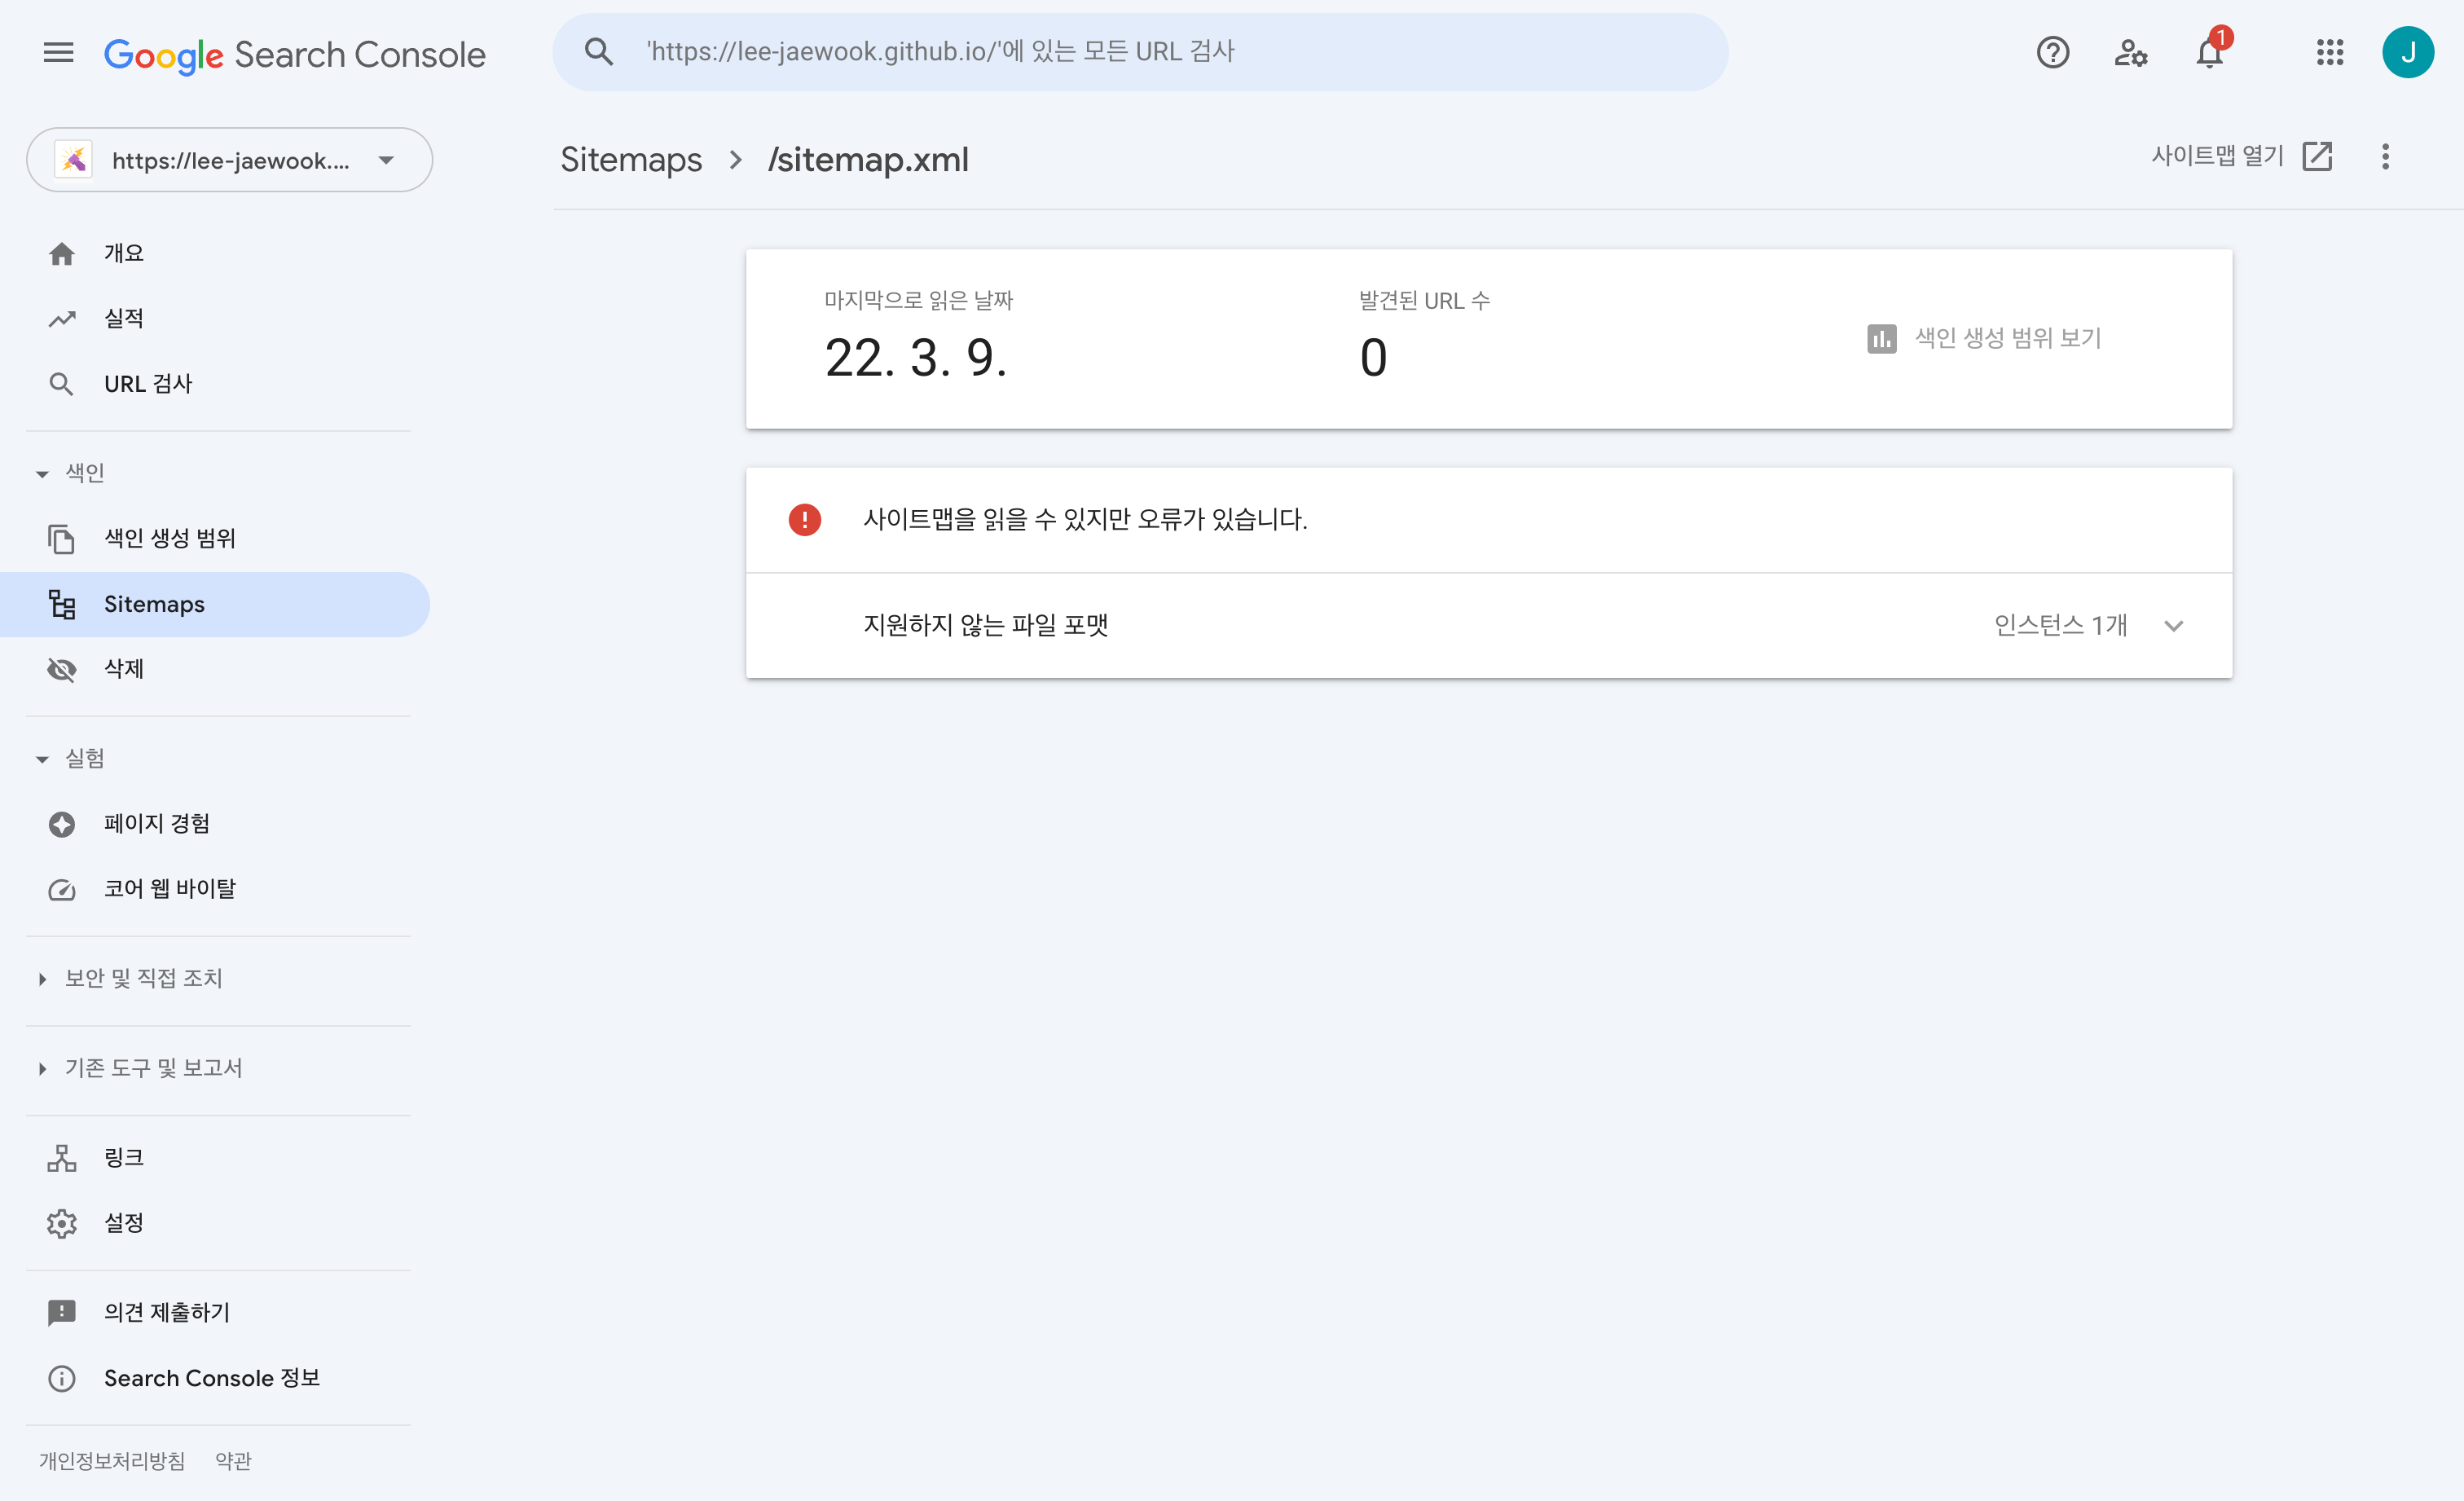 Google Search Console
'https://lee-jaewook.github.io/'에 있는 모든 URL 검사
1
J
https://lee-jaewook....
Sitemaps > /sitemap.xml
사이트맵 열기
개요
실적
URL 검사
색인
색인 생성 범위
Sitemaps
삭제
실험
페이지 경험
코어 웹 바이탈
보안 및 직접 조치
기존 도구 및 보고서
링크
설정
의견 제출하기
Search Console 정보
개인정보처리방침 약관
마지막으로 읽은 날짜
22. 3. 9.
발견된 URL 수
0
색인 생성 범위 보기
사이트맵을 읽을 수 있지만 오류가 있습니다.
지원하지 않는 파일 포맷
인스턴스 1개